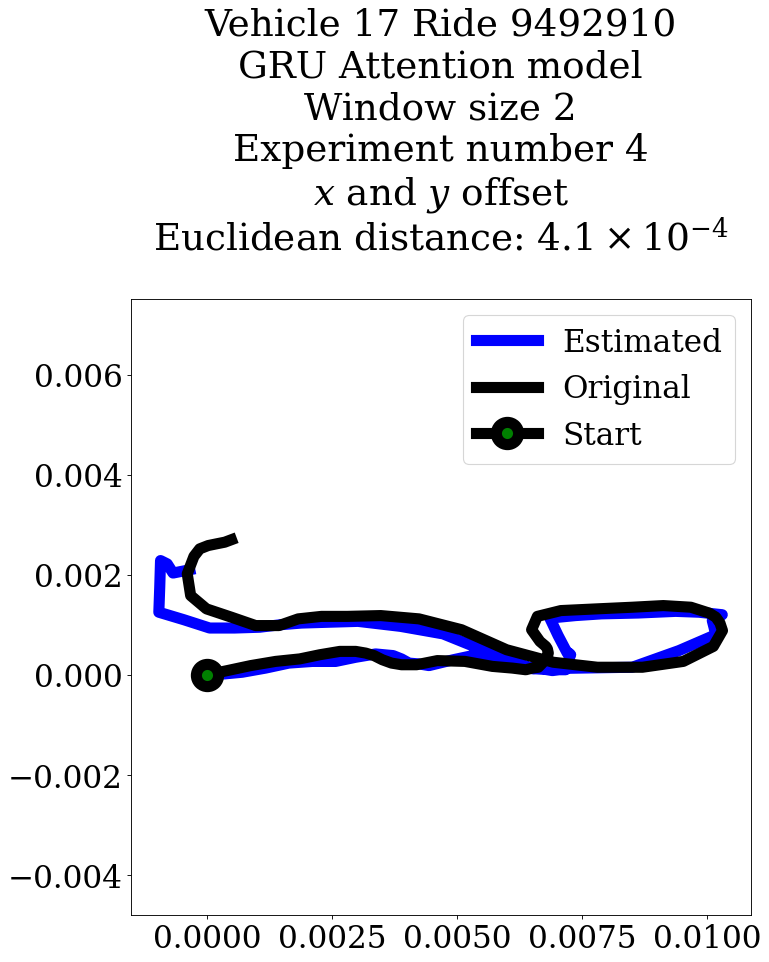 Vehicle 17 Ride 9492910
GRU Attention model
Window size 2
Experiment number 4
x and y offset
Euclidean distance: 4.1 × 10⁻⁴
Estimated
Original
Start
0.006
0.004
0.002
0.000
−0.002
−0.004
0.0000 0.0025 0.0050 0.0075 0.0100